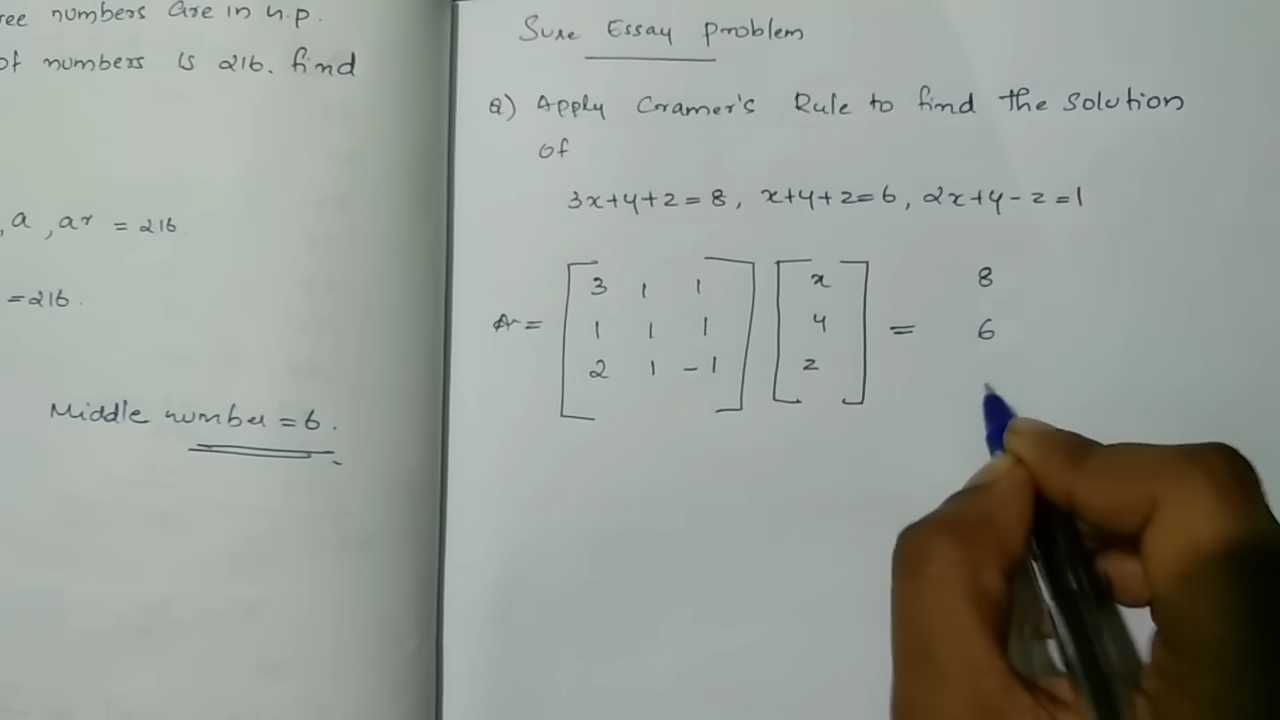 ree numbers are in n.p.
of numbers is 216. find
, a , ar = 216
= 216.
Middle number = 6.
Sure Essay problem
Q) Apply Cramer's Rule to find the solution
of
3x+y+z=8, x+y+z=6, 2x+y-z=1
A = 3 1 1 x 8
1 1 1 y = 6
2 1 -1 z